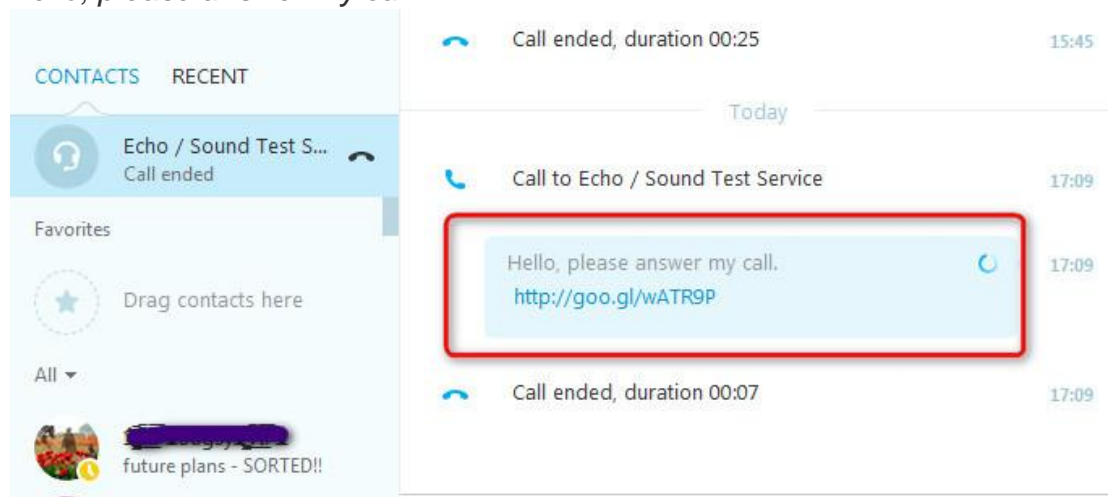 CONTACTS RECENT
Echo / Sound Test S...
Call ended
Favorites
Drag contacts here
All
future plans - SORTED!!
Call ended, duration 00:25 15:45
Today
Call to Echo / Sound Test Service 17:09
Hello, please answer my call. 17:09
http://goo.gl/wATR9P
Call ended, duration 00:07 17:09